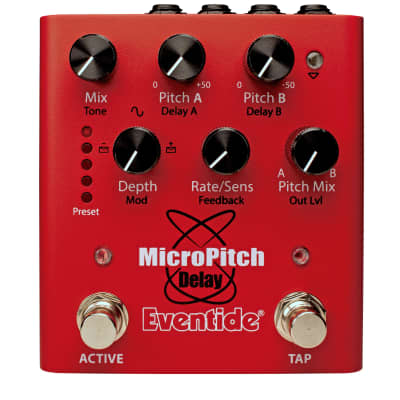 0 +50 0 -50
Mix Pitch A Pitch B
Tone Delay A Delay B
A B
Depth Rate/Sens Pitch Mix
Mod Feedback Out Lvl
Preset
MicroPitch
Delay
Eventide®
ACTIVE TAP